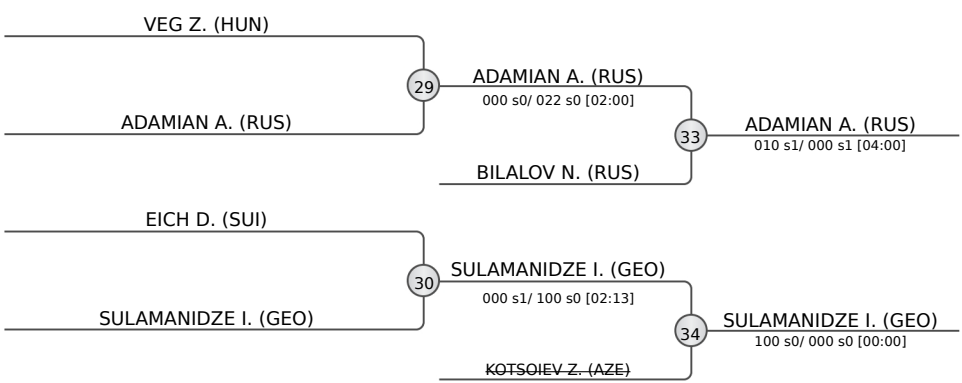 VEG Z. (HUN)
29
ADAMIAN A. (RUS)
ADAMIAN A. (RUS)
000 s0/ 022 s0 [02:00]
33
ADAMIAN A. (RUS)
010 s1/ 000 s1 [04:00]
BILALOV N. (RUS)
EICH D. (SUI)
30
SULAMANIDZE I. (GEO)
SULAMANIDZE I. (GEO)
000 s1/ 100 s0 [02:13]
34
SULAMANIDZE I. (GEO)
100 s0/ 000 s0 [00:00]
KOTSOIEV Z. (AZE)